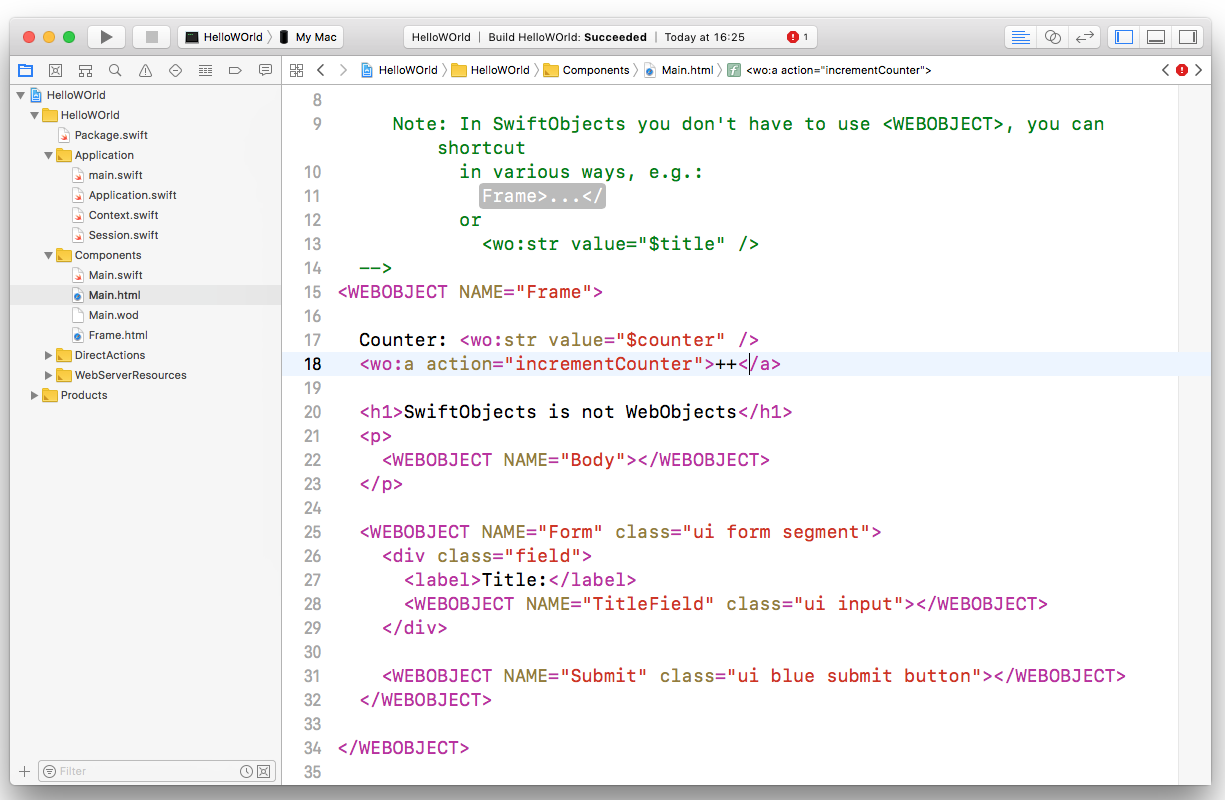 HelloWOrld
My Mac
HelloWOrld | Build HelloWOrld: Succeeded | Today at 16:25
1
HelloWOrld
HelloWOrld
Components
Main.html
<wo:a action="incrementCounter">
HelloWOrld
HelloWOrld
Package.swift
Application
main.swift
Application.swift
Context.swift
Session.swift
Components
Main.swift
Main.html
Main.wod
Frame.html
DirectActions
WebServerResources
Products
Filter
8
9 Note: In SwiftObjects you don't have to use <WEBOBJECT>, you can
shortcut
10 in various ways, e.g.:
11 Frame>...</
12 or
13 <wo:str value="$title" />
14 -->
15 <WEBOBJECT NAME="Frame">
16
17 Counter: <wo:str value="$counter" />
18 <wo:a action="incrementCounter">++</a>
19
20 <h1>SwiftObjects is not WebObjects</h1>
21 <p>
22 <WEBOBJECT NAME="Body"></WEBOBJECT>
23 </p>
24
25 <WEBOBJECT NAME="Form" class="ui form segment">
26 <div class="field">
27 <label>Title:</label>
28 <WEBOBJECT NAME="TitleField" class="ui input"></WEBOBJECT>
29 </div>
30
31 <WEBOBJECT NAME="Submit" class="ui blue submit button"></WEBOBJECT>
32 </WEBOBJECT>
33
34 </WEBOBJECT>
35